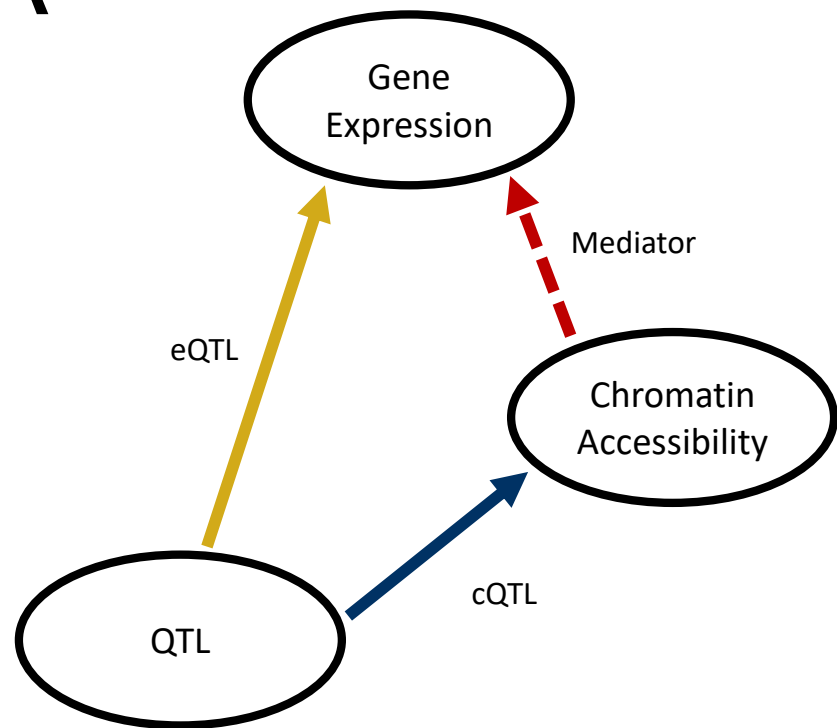 Gene
Expression
Mediator
eQTL
Chromatin
Accessibility
cQTL
QTL